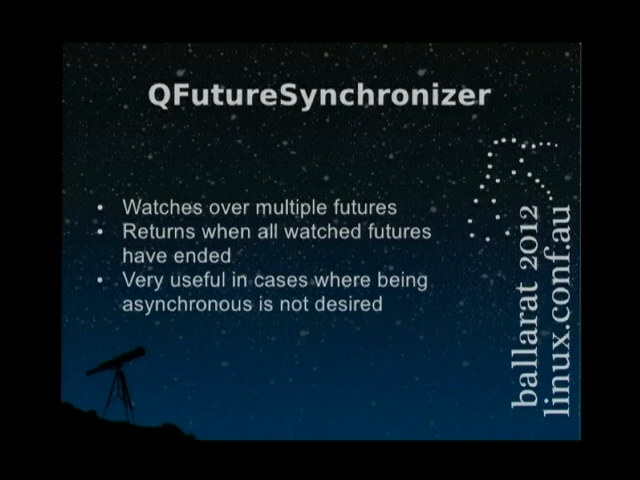 QFutureSynchronizer
• Watches over multiple futures
• Returns when all watched futures
have ended
• Very useful in cases where being
asynchronous is not desired
ballarat 2012
linux.conf.au